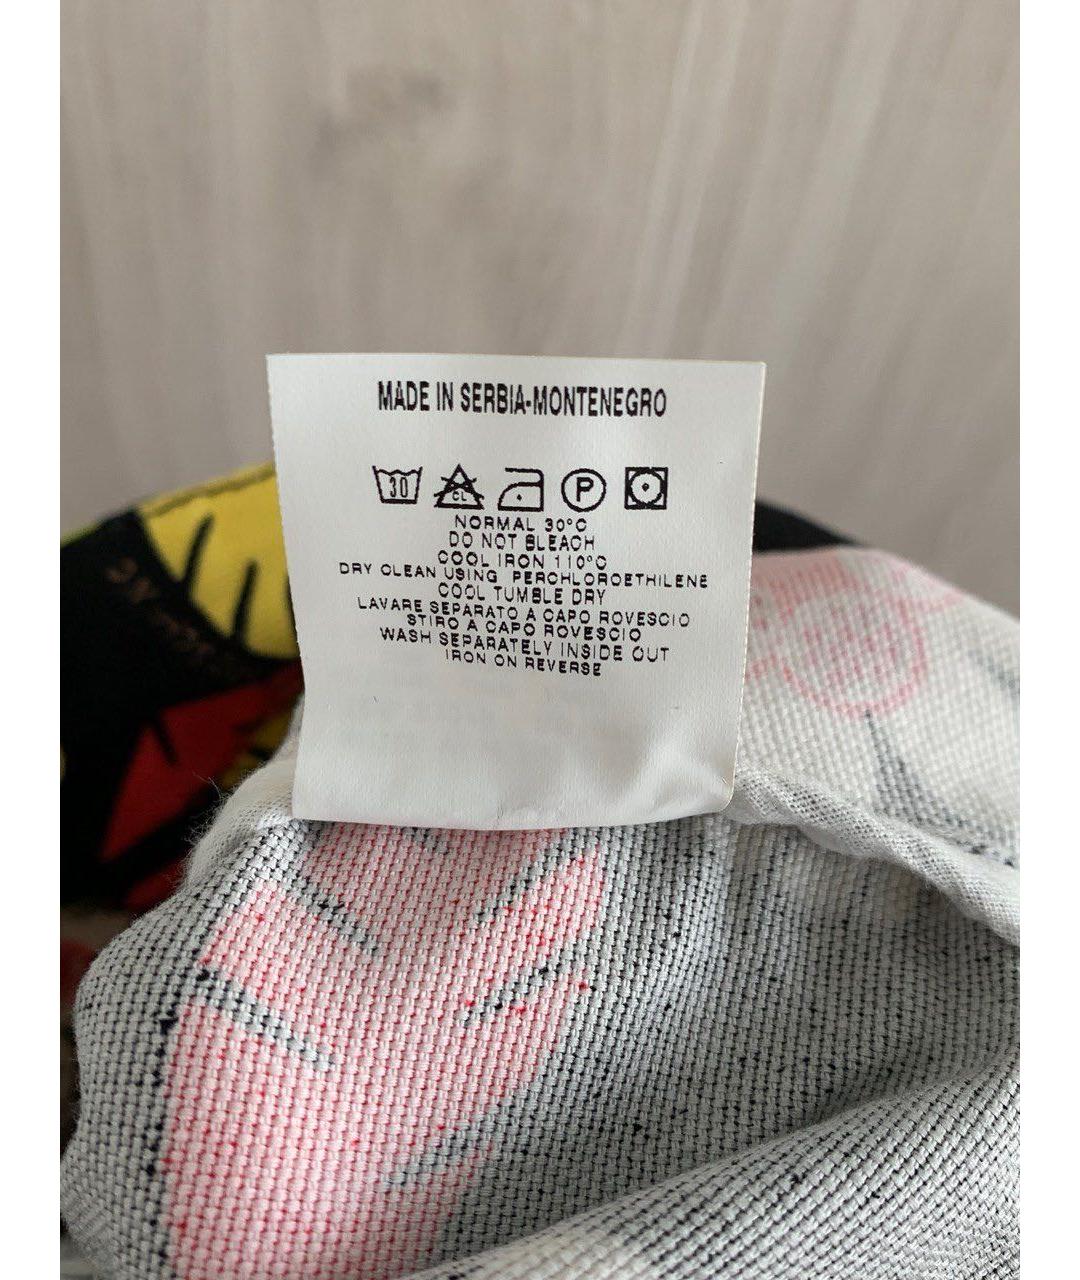 MADE IN SERBIA-MONTENEGRO
30 CL P
NORMAL 30°C
DO NOT BLEACH
COOL IRON 110°C
DRY CLEAN USING PERCHLOROETHILENE
COOL TUMBLE DRY
LAVARE SEPARATO A CAPO ROVESCIO
STIRO A CAPO ROVESCIO
WASH SEPARATELY INSIDE OUT
IRON ON REVERSE